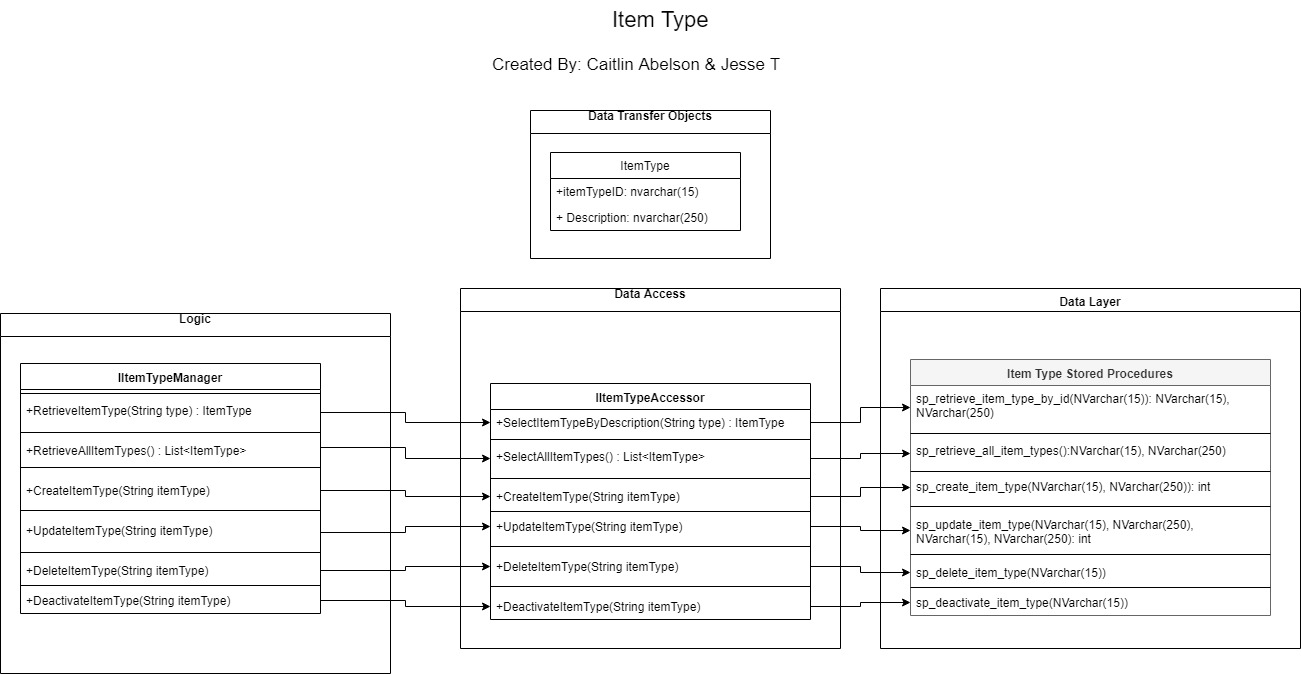 Item Type
Created By: Caitlin Abelson & Jesse T
Data Transfer Objects
ItemType
+itemTypeID: nvarchar(15)
+ Description: nvarchar(250)
Logic
IItemTypeManager
+RetrieveItemType(String type) : ItemType
+RetrieveAllItemTypes() : List<ItemType>
+CreateItemType(String itemType)
+UpdateItemType(String itemType)
+DeleteItemType(String itemType)
+DeactivateItemType(String itemType)
Data Access
IItemTypeAccessor
+SelectItemTypeByDescription(String type) : ItemType
+SelectAllItemTypes() : List<ItemType>
+CreateItemType(String itemType)
+UpdateItemType(String itemType)
+DeleteItemType(String itemType)
+DeactivateItemType(String itemType)
Data Layer
Item Type Stored Procedures
sp_retrieve_item_type_by_id(NVarchar(15)): NVarchar(15),
NVarchar(250)
sp_retrieve_all_item_types():NVarchar(15), NVarchar(250)
sp_create_item_type(NVarchar(15), NVarchar(250)): int
sp_update_item_type(NVarchar(15), NVarchar(250),
NVarchar(15), NVarchar(250): int
sp_delete_item_type(NVarchar(15))
sp_deactivate_item_type(NVarchar(15))